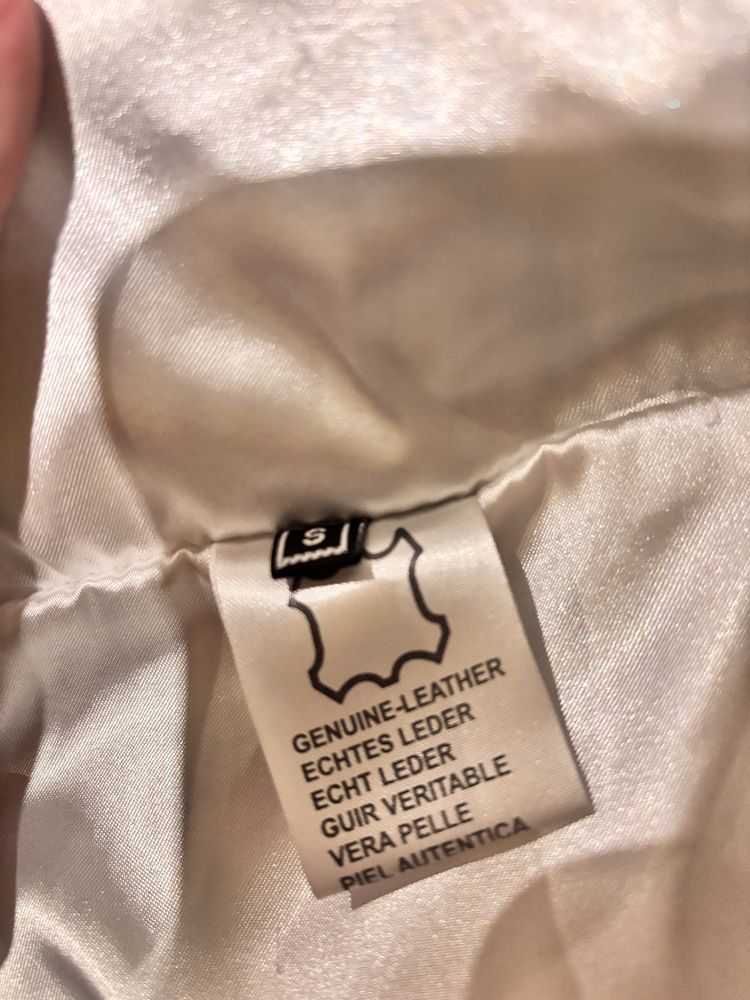 S
GENUINE-LEATHER
ECHTES LEDER
ECHT LEDER
GUIR VERITABLE
VERA PELLE
PIEL AUTENTICA